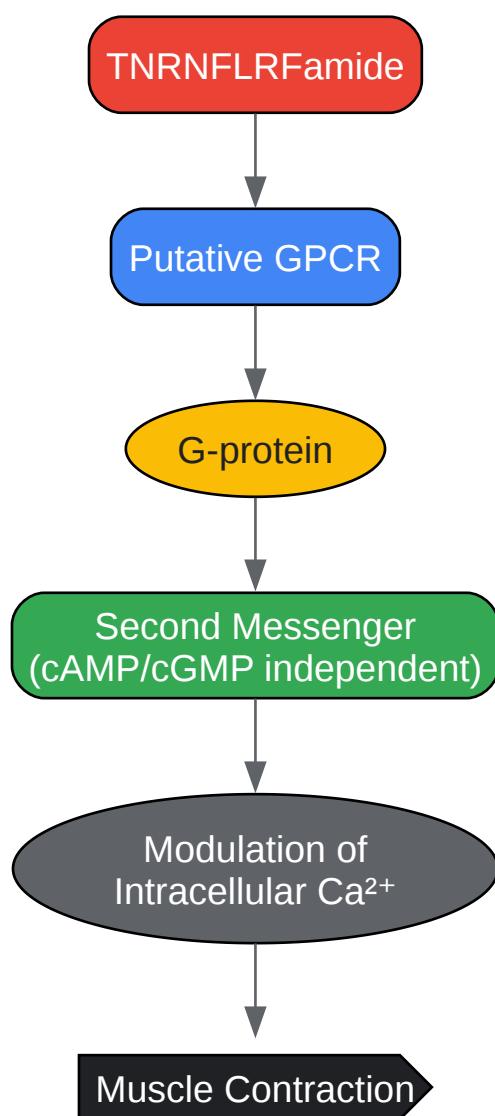 TNRNFLRFamide
Putative GPCR
G-protein
Second Messenger
(cAMP/cGMP independent)
Modulation of
Intracellular Ca²⁺
Muscle Contraction